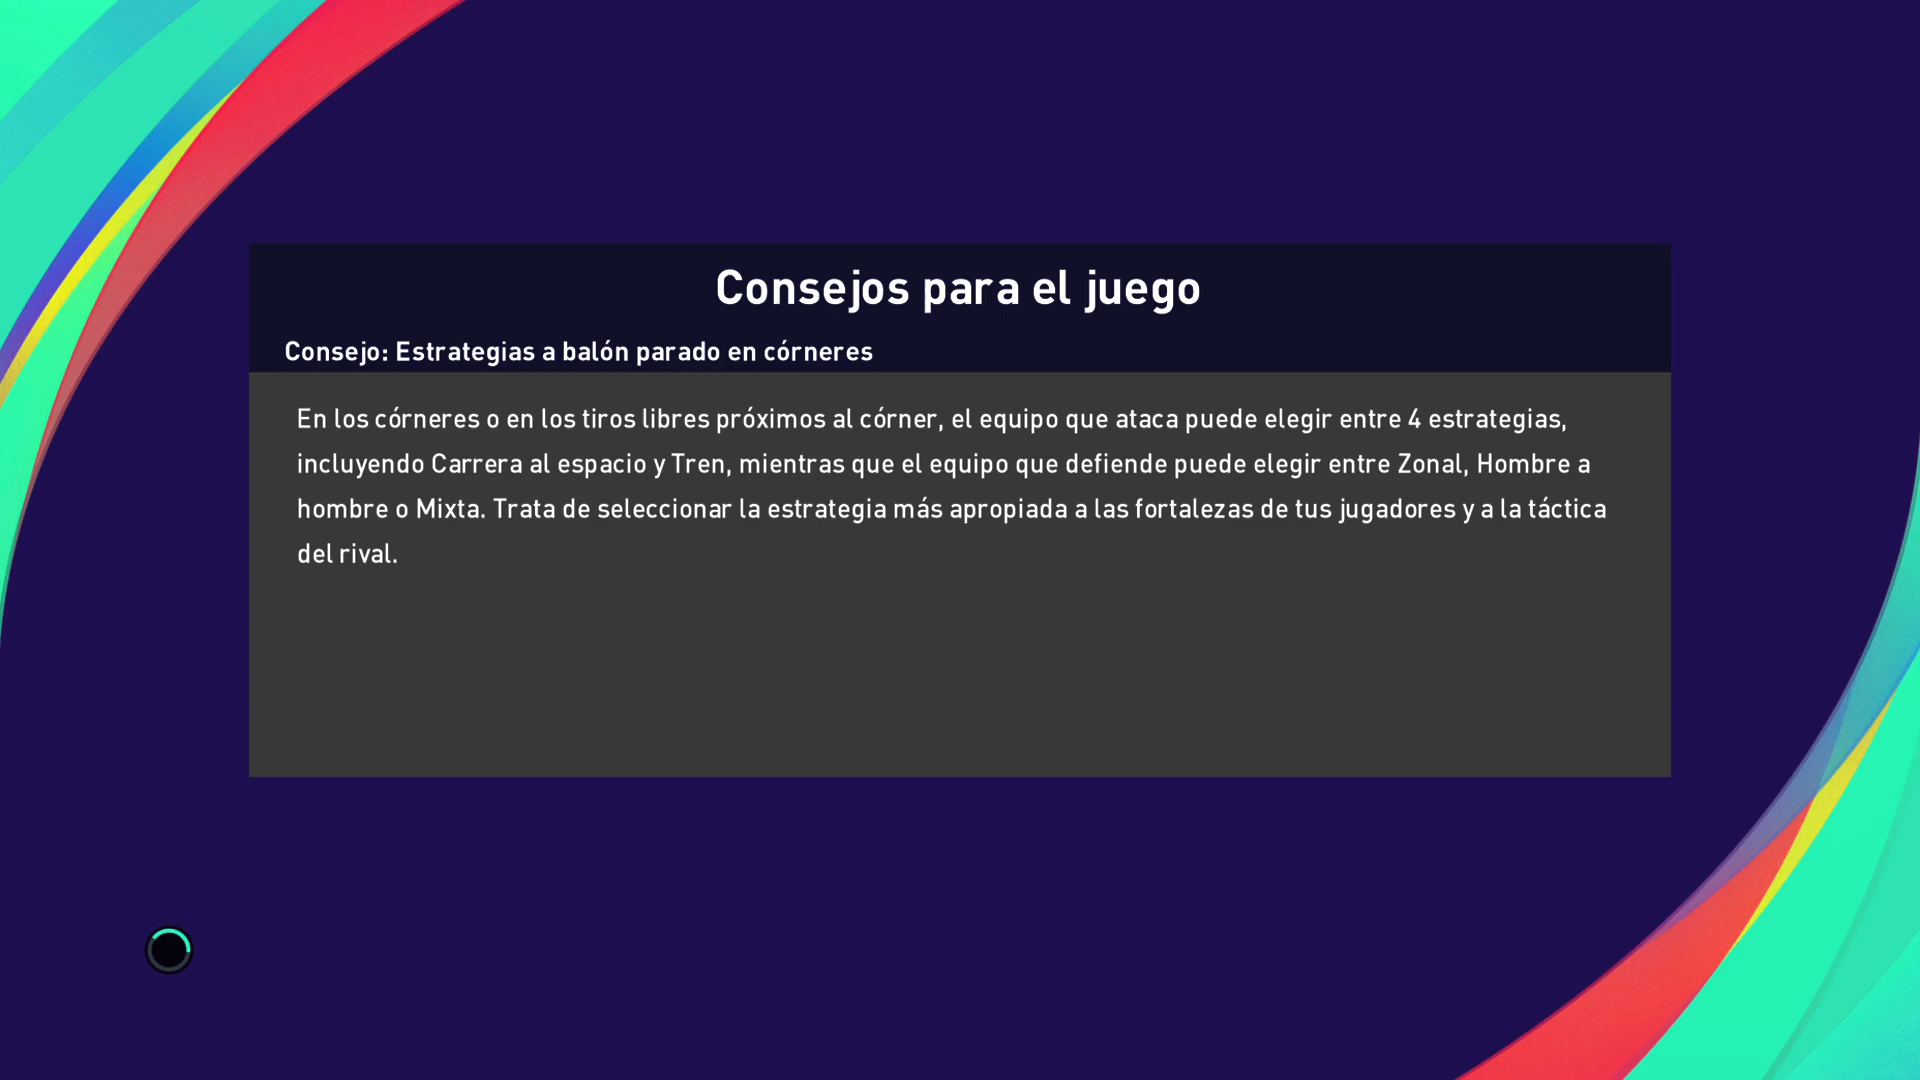 Consejos para el juego
Consejo: Estrategias a balón parado en córneres
En los córneres o en los tiros libres próximos al córner, el equipo que ataca puede elegir entre 4 estrategias,
incluyendo Carrera al espacio y Tren, mientras que el equipo que defiende puede elegir entre Zonal, Hombre a
hombre o Mixta. Trata de seleccionar la estrategia más apropiada a las fortalezas de tus jugadores y a la táctica
del rival.